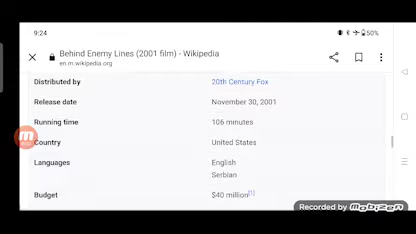 9:24
50%
Behind Enemy Lines (2001 film) - Wikipedia
en.m.wikipedia.org
Distributed by 20th Century Fox
Release date November 30, 2001
Running time 106 minutes
Country United States
Languages English
Serbian
Budget $40 million[1]
Recorded by Mobizen